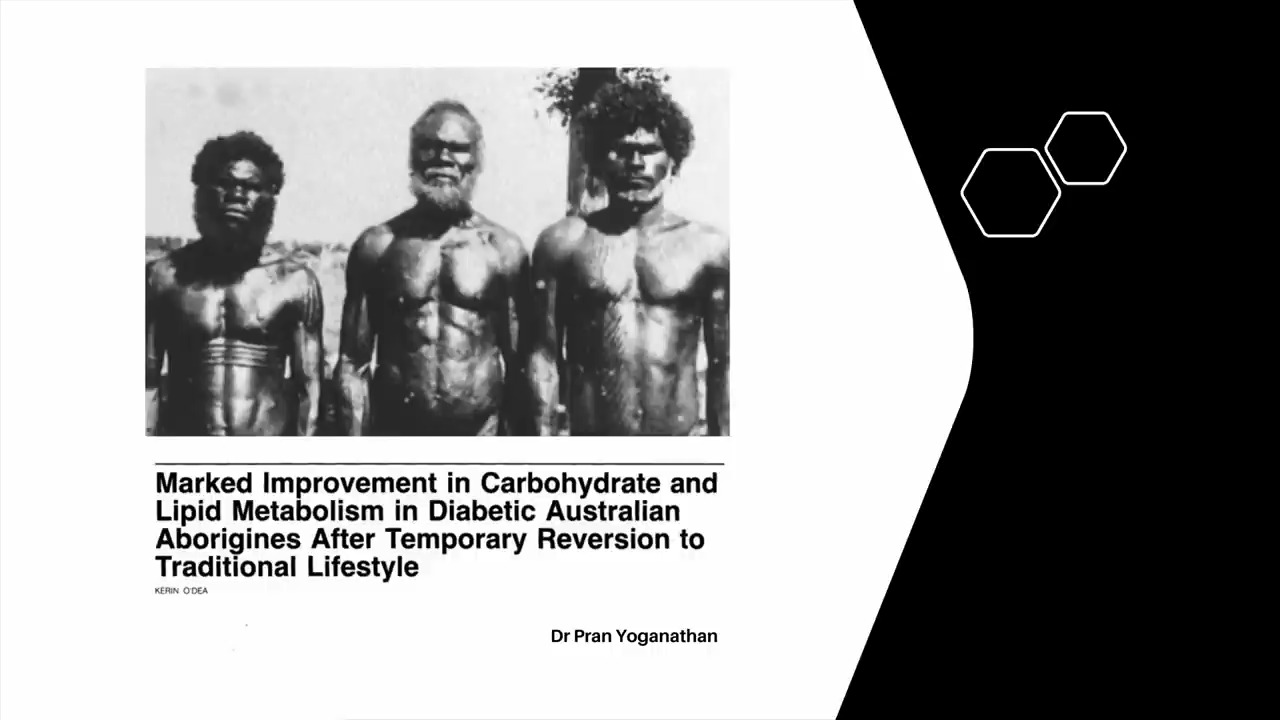 Marked Improvement in Carbohydrate and
Lipid Metabolism in Diabetic Australian
Aborigines After Temporary Reversion to
Traditional Lifestyle
KERIN O'DEA
Dr Pran Yoganathan